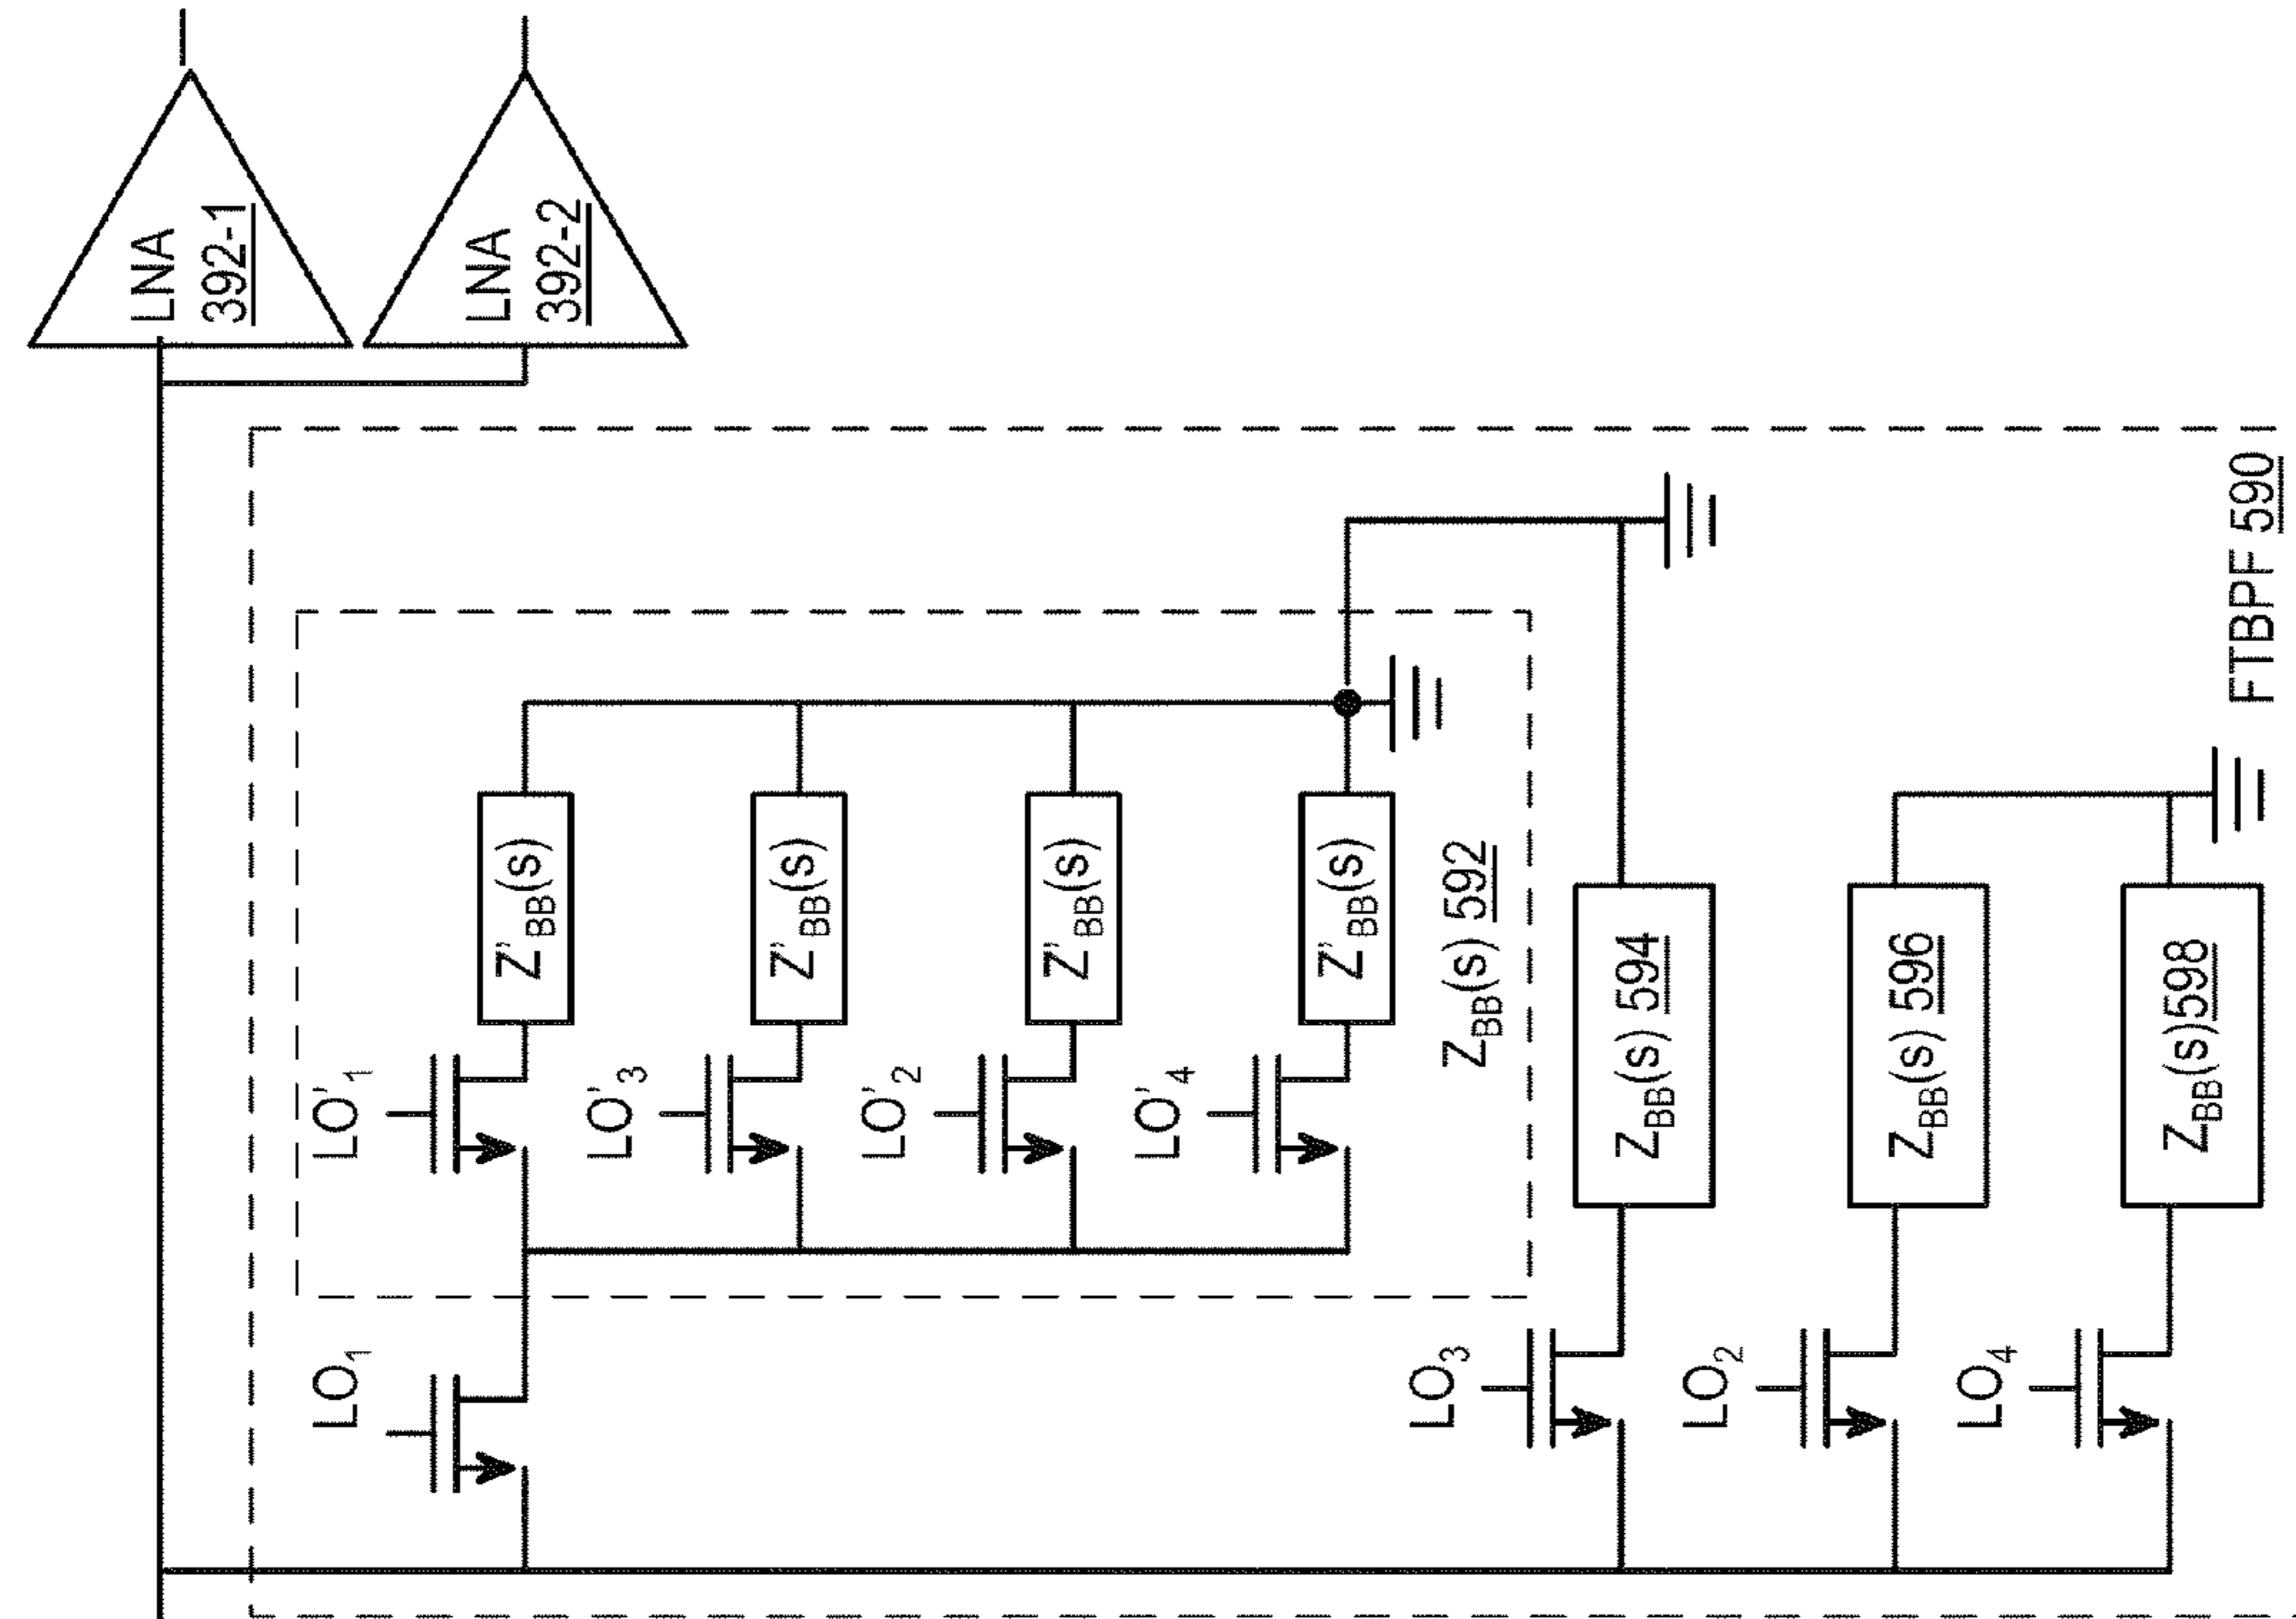 LNA
392-1
LNA
392-2
LO₁
LO'₁
Z'BB(s)
LO'₃
Z'BB(s)
LO'₂
Z'BB(s)
LO'₄
Z'BB(s)
ZBB(s) 592
LO₃
ZBB(s) 594
LO₂
ZBB(s) 596
LO₄
ZBB(s)598
FTBPF 590